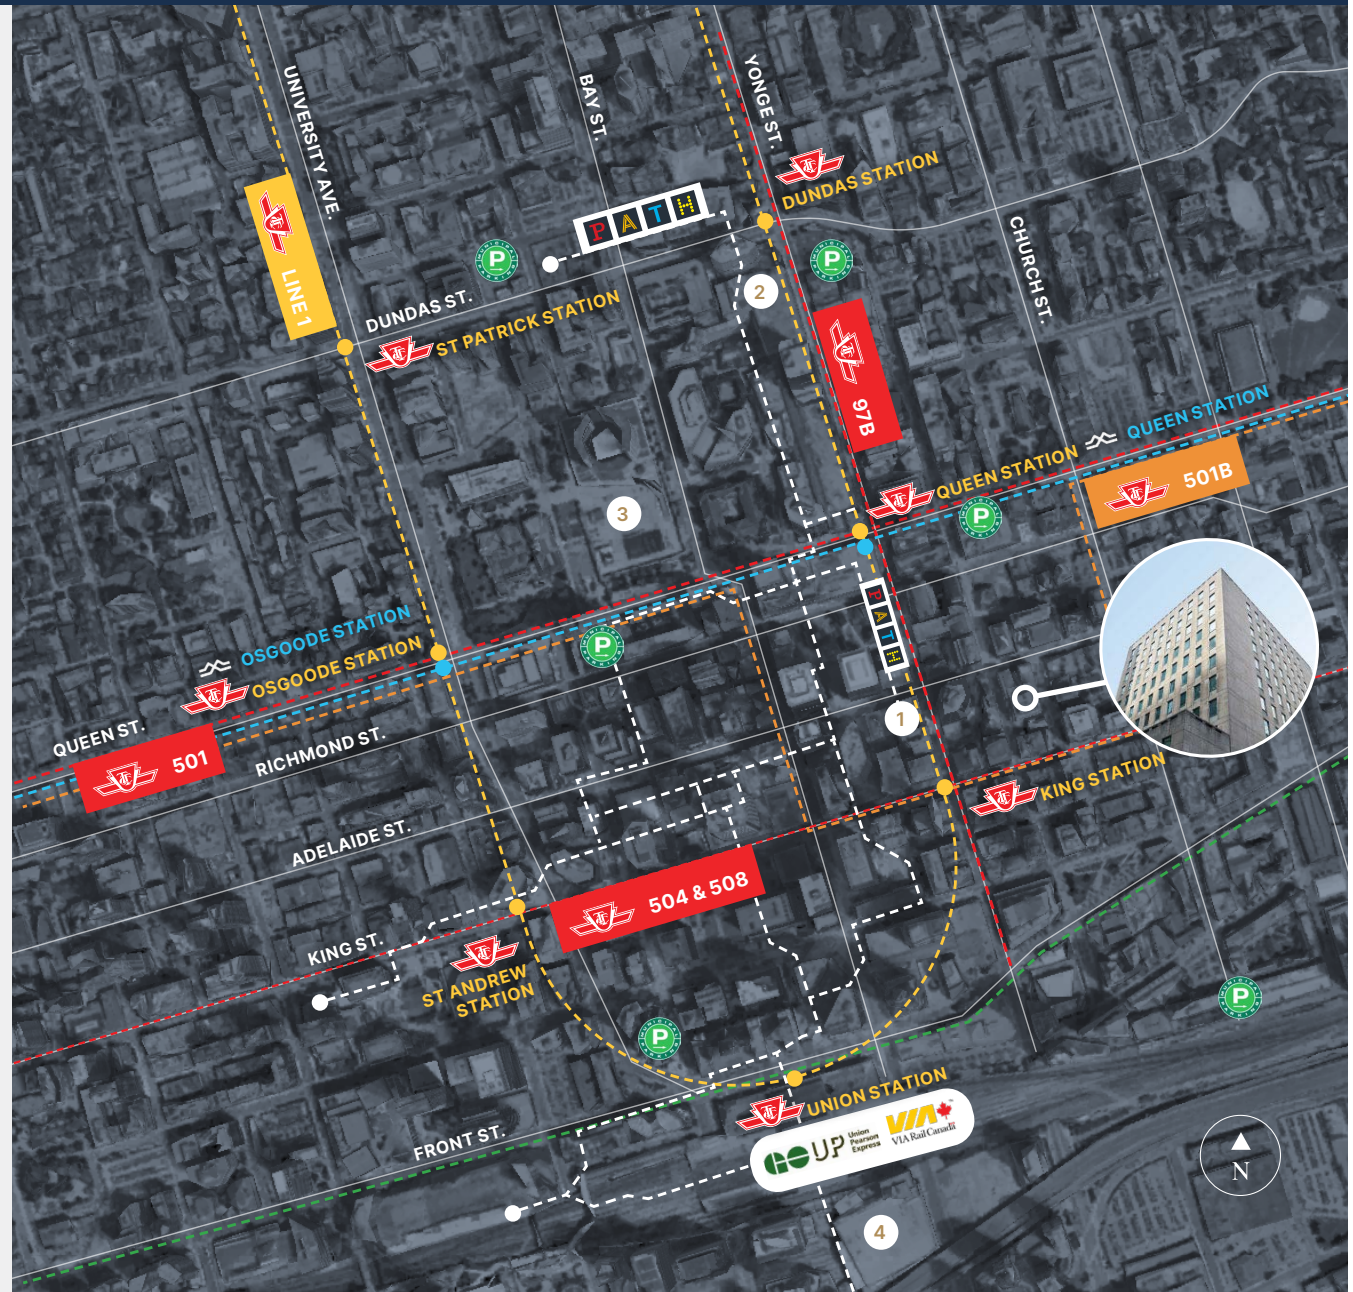 UNIVERSITY AVE.
BAY ST.
YONGE ST.
DUNDAS STATION
LINE 1
PATH
P
P
CHURCH ST.
2
DUNDAS ST.
ST PATRICK STATION
97B
QUEEN STATION
QUEEN STATION
501B
P
3
OSGOODE STATION
OSGOODE STATION
P
PATH
QUEEN ST.
501
RICHMOND ST.
1
KING STATION
ADELAIDE ST.
504 & 508
KING ST.
ST ANDREW
STATION
P
P
UNION STATION
GO UP Union
Pearson
Express
VIA
VIA Rail Canada
FRONT ST.
N
4